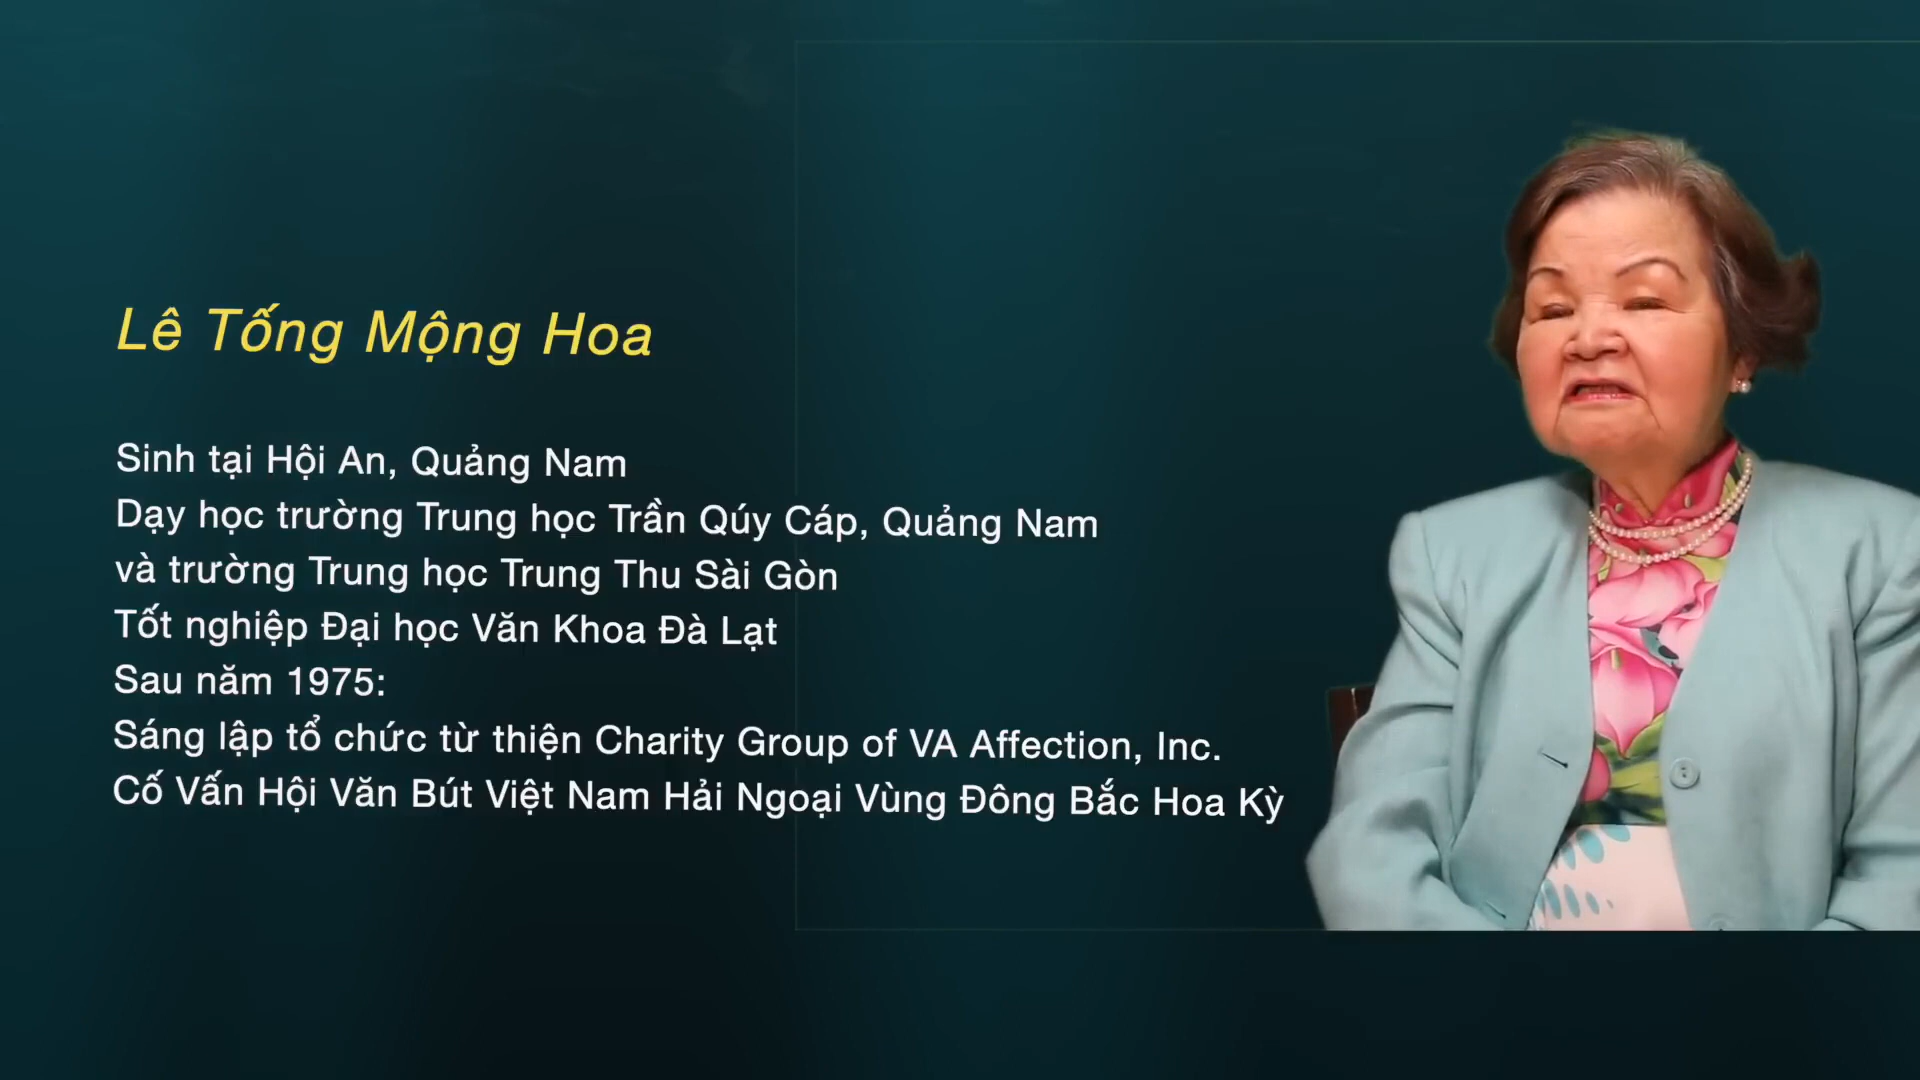 Lê Tống Mộng Hoa
Sinh tại Hội An, Quảng Nam
Dạy học trường Trung học Trần Qúy Cáp, Quảng Nam
và trường Trung học Trung Thu Sài Gòn
Tốt nghiệp Đại học Văn Khoa Đà Lạt
Sau năm 1975:
Sáng lập tổ chức từ thiện Charity Group of VA Affection, Inc.
Cố Vấn Hội Văn Bút Việt Nam Hải Ngoại Vùng Đông Bắc Hoa Kỳ